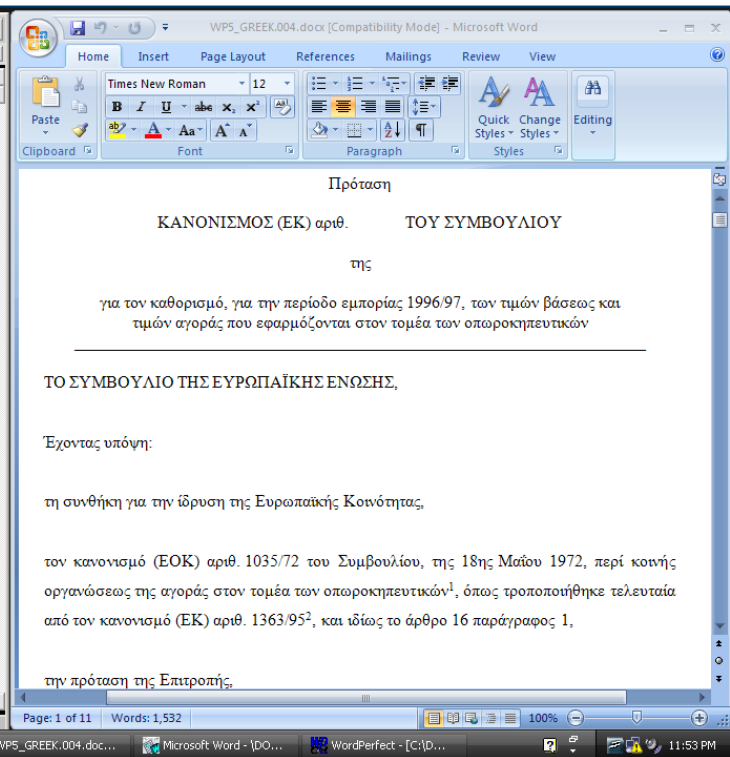 WP5_GREEK.004.docx [Compatibility Mode] - Microsoft Word
Home Insert Page Layout References Mailings Review View
Times New Roman 12
Paste
Quick Styles Change Styles Editing
Clipboard Font Paragraph Styles
Πρόταση
ΚΑΝΟΝΙΣΜΟΣ (ΕΚ) αριθ. ΤΟΥ ΣΥΜΒΟΥΛΙΟΥ
της
για τον καθορισμό, για την περίοδο εμπορίας 1996/97, των τιμών βάσεως και
τιμών αγοράς που εφαρμόζονται στον τομέα των οπωροκηπευτικών
ΤΟ ΣΥΜΒΟΥΛΙΟ ΤΗΣ ΕΥΡΩΠΑΪΚΗΣ ΕΝΩΣΗΣ,
Έχοντας υπόψη:
τη συνθήκη για την ίδρυση της Ευρωπαϊκής Κοινότητας,
τον κανονισμό (ΕΟΚ) αριθ. 1035/72 του Συμβουλίου, της 18ης Μαΐου 1972, περί κοινής
οργανώσεως της αγοράς στον τομέα των οπωροκηπευτικών¹, όπως τροποποιήθηκε τελευταία
από τον κανονισμό (ΕΚ) αριθ. 1363/95², και ιδίως το άρθρο 16 παράγραφος 1,
την πρόταση της Επιτροπής,
Page: 1 of 11 Words: 1,532 100%
WP5_GREEK.004.doc... Microsoft Word - \DO... WordPerfect - [C:\D... 11:53 PM